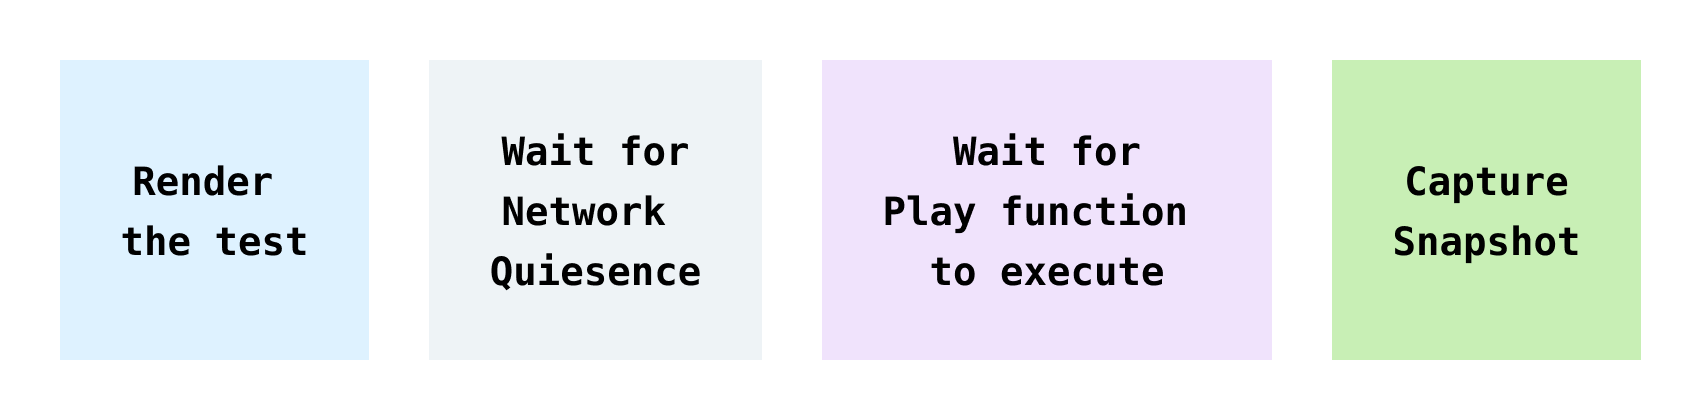 Render
the test
Wait for
Network
Quiesence
Wait for
Play function
to execute
Capture
Snapshot